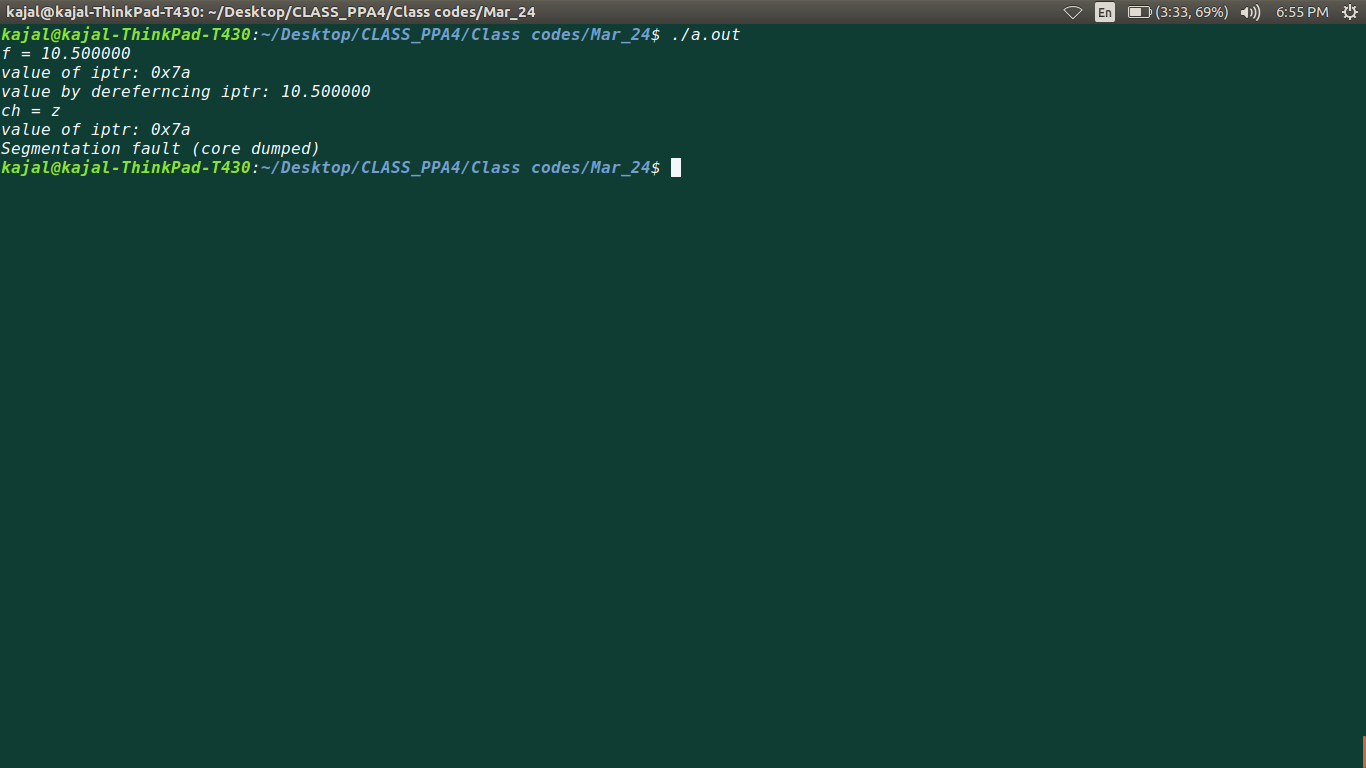 kajal@kajal-ThinkPad-T430: ~/Desktop/CLASS_PPA4/Class codes/Mar_24 En (3:33, 69%) 6:55 PM
kajal@kajal-ThinkPad-T430:~/Desktop/CLASS_PPA4/Class codes/Mar_24$ ./a.out
f = 10.500000
value of iptr: 0x7a
value by dereferncing iptr: 10.500000
ch = z
value of iptr: 0x7a
Segmentation fault (core dumped)
kajal@kajal-ThinkPad-T430:~/Desktop/CLASS_PPA4/Class codes/Mar_24$